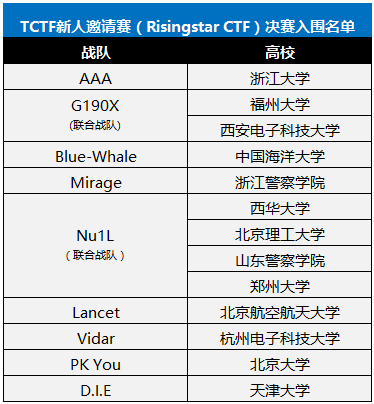 TCTF新人邀请赛（Risingstar CTF）决赛入围名单
战队 高校
AAA 浙江大学
G190X
(联合战队)
福州大学
西安电子科技大学
Blue-Whale 中国海洋大学
Mirage 浙江警察学院
Nu1L
（联合战队）
西华大学
北京理工大学
山东警察学院
郑州大学
Lancet 北京航空航天大学
Vidar 杭州电子科技大学
PK You 北京大学
D.I.E 天津大学